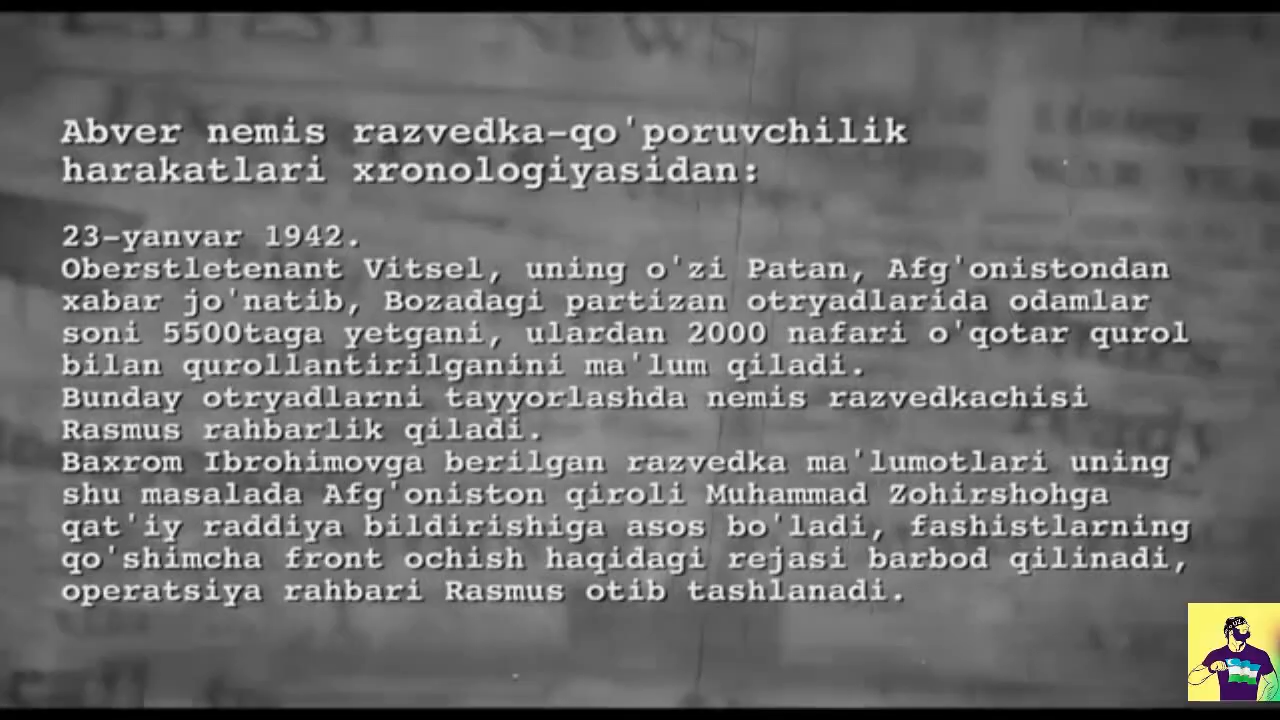 Abver nemis razvedka-qo'poruvchilik
harakatlari xronologiyasidan:
23-yanvar 1942.
Oberstletenant Vitsel, uning o'zi Patan, Afg'onistondan
xabar jo'natib, Bozadagi partizan otryadlarida odamlar
soni 5500taga yetgani, ulardan 2000 nafari o'qotar qurol
bilan qurollantirilganini ma'lum qiladi.
Bunday otryadlarni tayyorlashda nemis razvedkachisi
Rasmus rahbarlik qiladi.
Baxrom Ibrohimovga berilgan razvedka ma'lumotlari uning
shu masalada Afg'oniston qiroli Muhammad Zohirshohga
qat'iy raddiya bildirishiga asos bo'ladi, fashistlarning
qo'shimcha front ochish haqidagi rejasi barbod qilinadi,
operatsiya rahbari Rasmus otib tashlanadi.